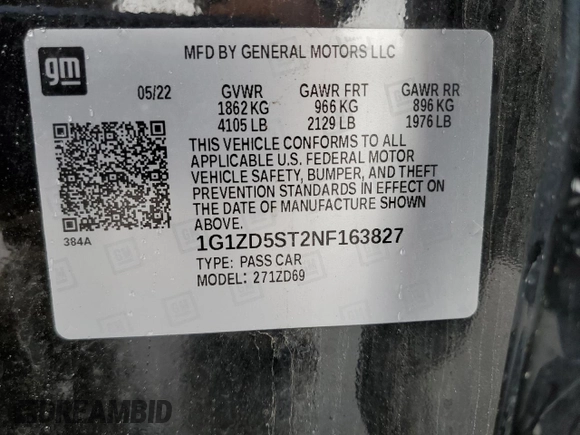 MFD BY GENERAL MOTORS LLC
gm
05/22 GVWR GAWR FRT GAWR RR
1862 KG 966 KG 896 KG
4105 LB 2129 LB 1976 LB
THIS VEHICLE CONFORMS TO ALL
APPLICABLE U.S. FEDERAL MOTOR
VEHICLE SAFETY, BUMPER, AND THEFT
PREVENTION STANDARDS IN EFFECT ON
THE DATE OF MANUFACTURE SHOWN
ABOVE.
384A
1G1ZD5ST2NF163827
TYPE: PASS CAR
MODEL: 271ZD69
DREAMBID